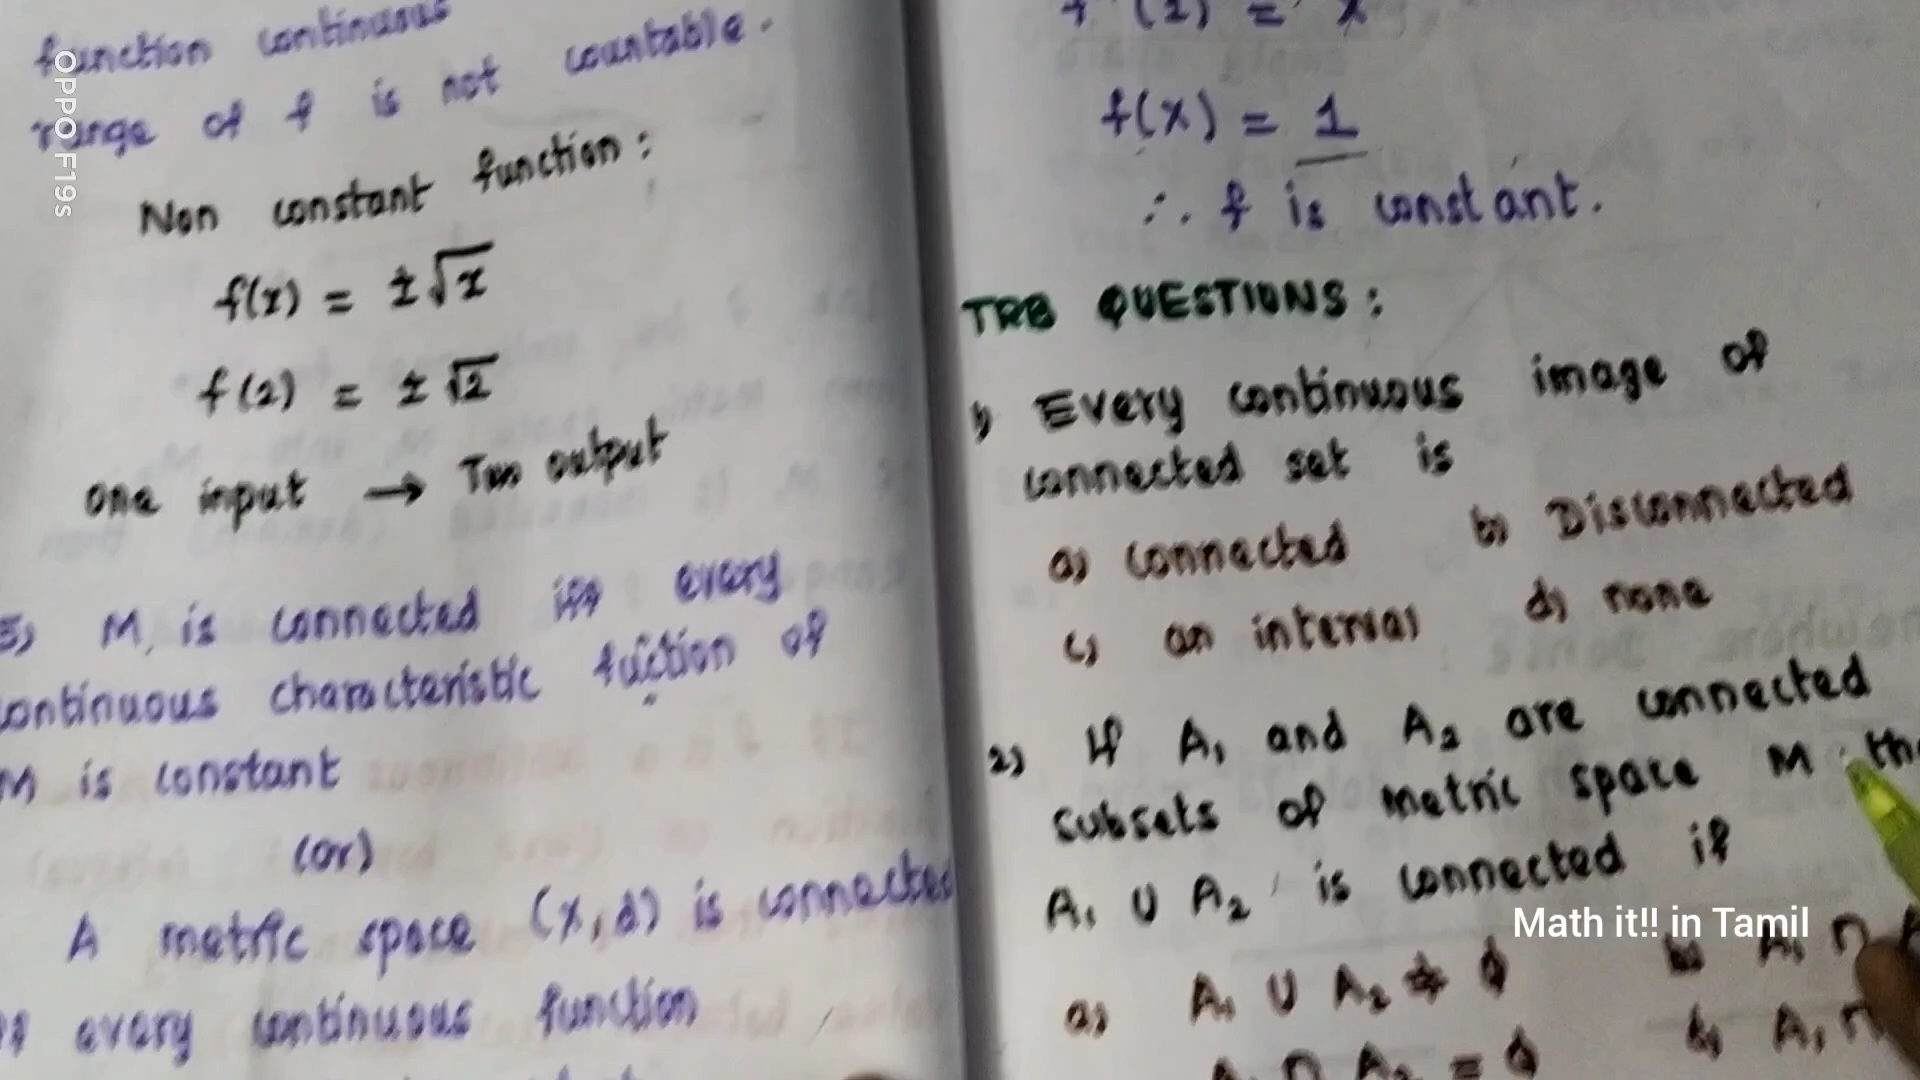 function continuous
range of f is not countable.
Non constant function:
f(x) = ±√x
f(2) = ±√2
one input → Two output
5) M, is connected iff every
continuous characteristic fuction of
M is constant
(or)
A metric space (x,d) is connected
every continuous function
f(x) = 1
∴ f is constant.
TRB QUESTIONS:
1) Every continuous image of
connected set is
a) connected b) Disconnected
c) an interval d) none
2) If A₁ and A₂ are connected
subsets of metric space M
A₁ ∪ A₂ is connected if
a) A₁ ∪ A₂ ≠ ϕ b) A₁ ∩
A₁ ∩ A₂ = ϕ d) A₁ ∩
OPPO F19s
Math it!! in Tamil